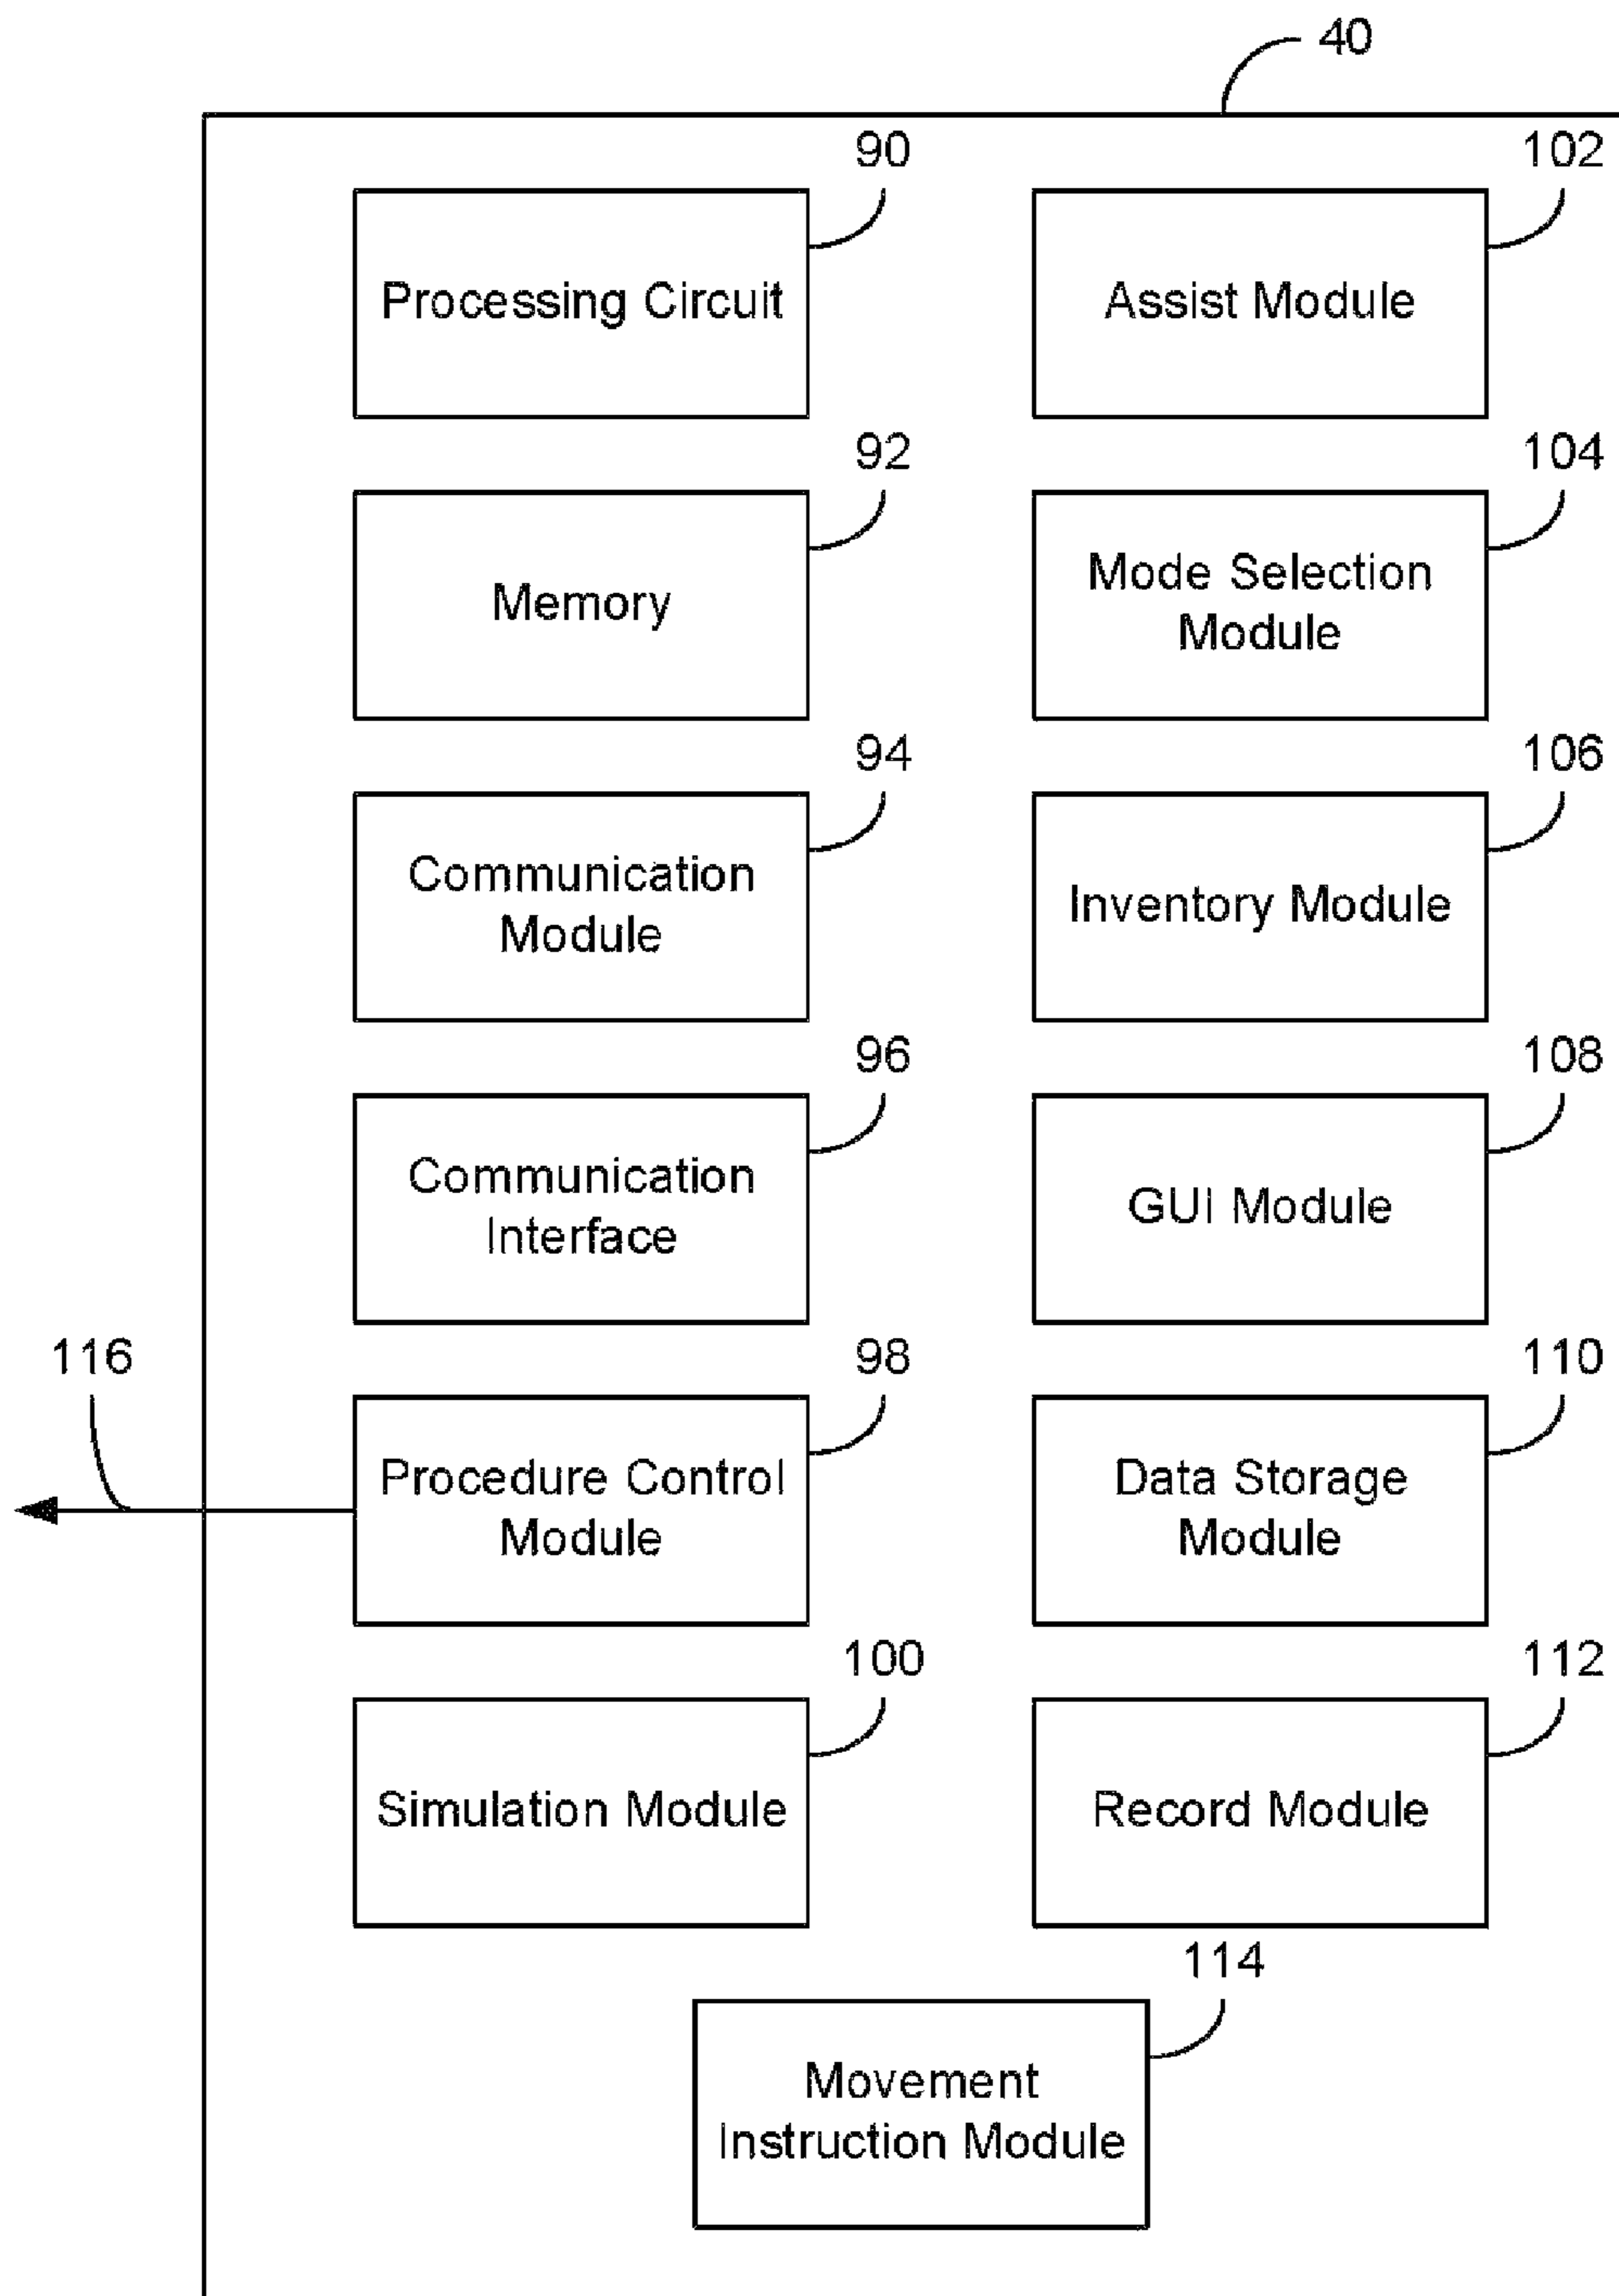 40
90
102
Processing Circuit
Assist Module
92
104
Memory
Mode Selection
Module
94
106
Communication
Module
Inventory Module
96
108
Communication
Interface
GUI Module
116
98
110
Procedure Control
Module
Data Storage
Module
100
112
Simulation Module
Record Module
114
Movement
Instruction Module